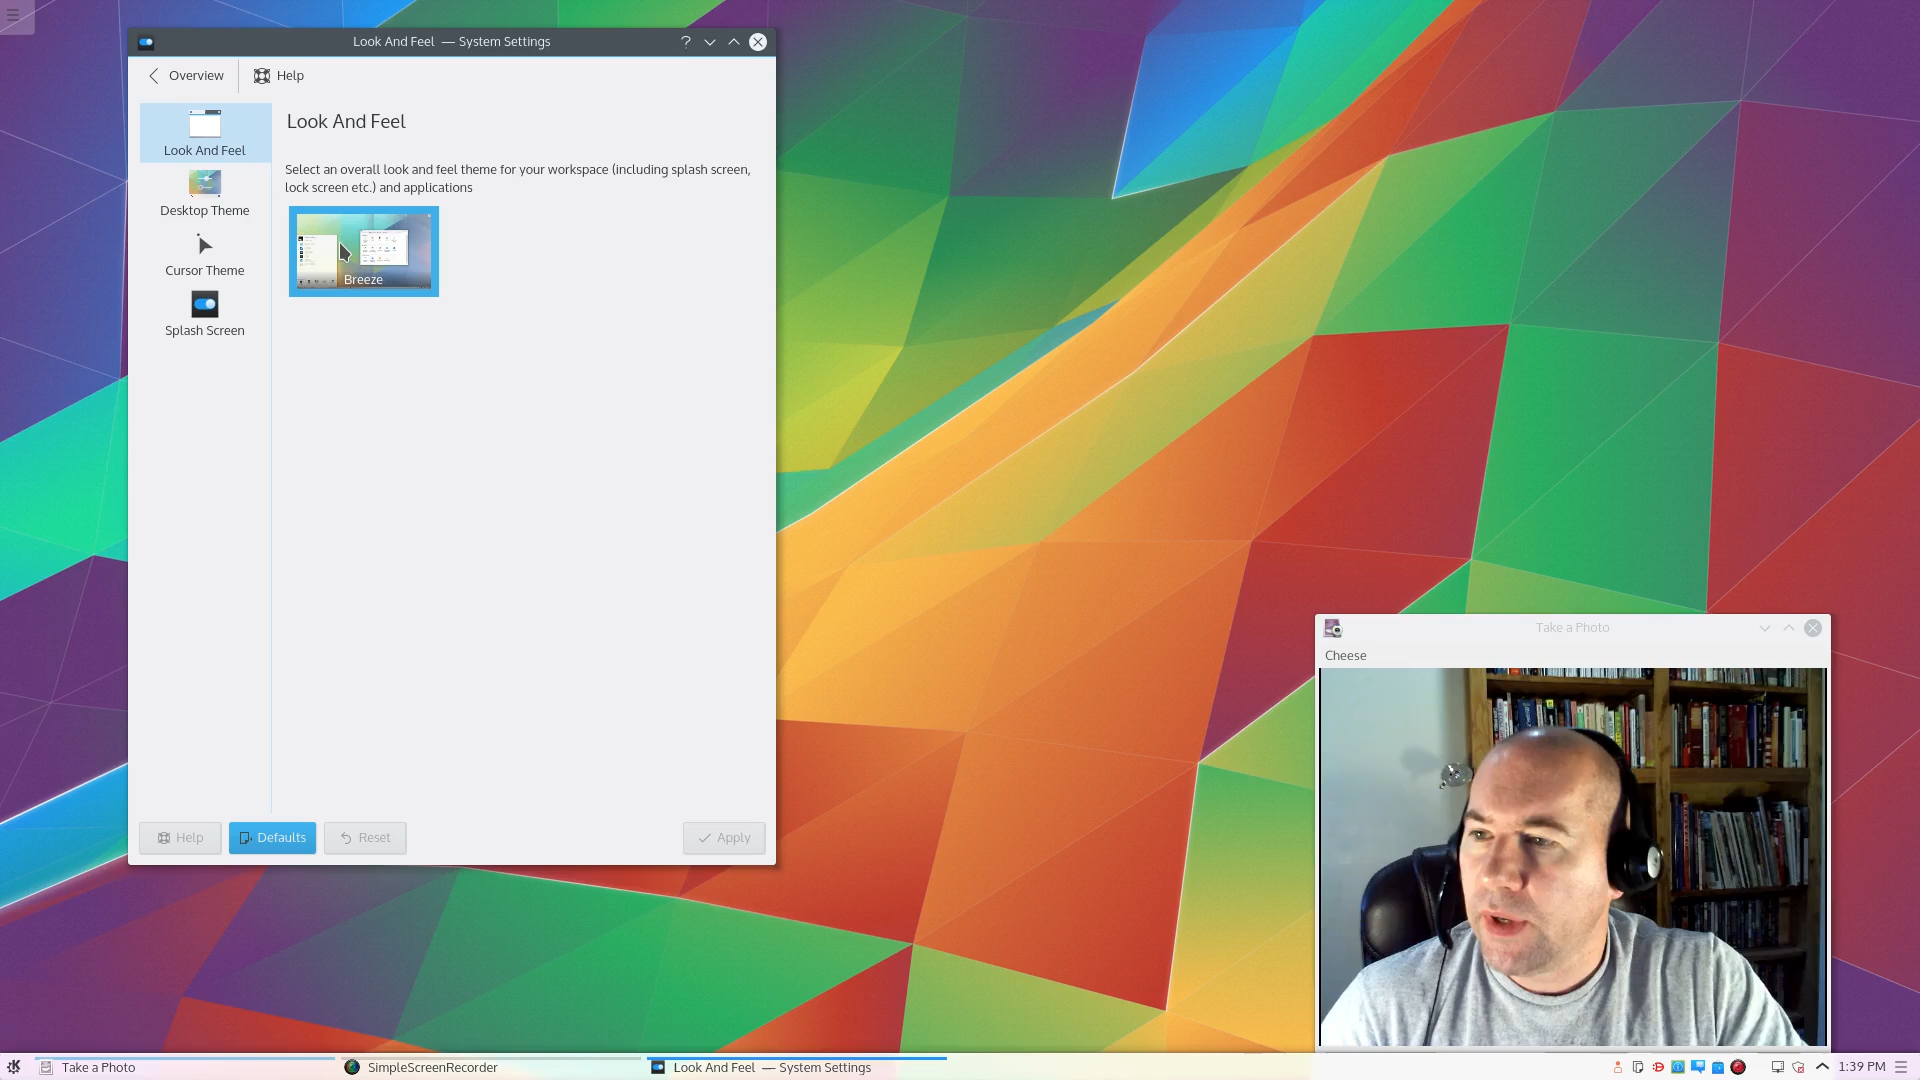 Look And Feel — System Settings
?
Overview
Help
Look And Feel
Desktop Theme
Cursor Theme
Splash Screen
Look And Feel
Select an overall look and feel theme for your workspace (including splash screen,
lock screen etc.) and applications
Breeze
Help
Defaults
Reset
Apply
Take a Photo
Cheese
Take a Photo
SimpleScreenRecorder
Look And Feel — System Settings
1:39 PM